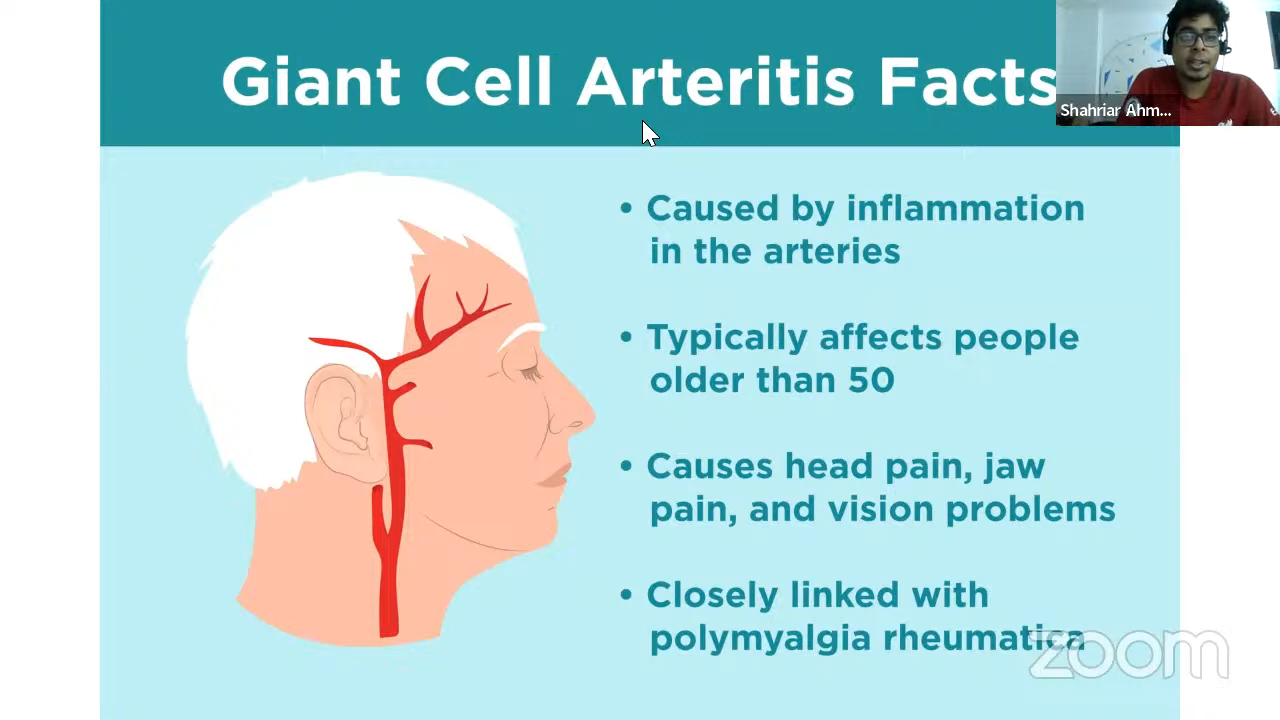 Giant Cell Arteritis Facts
Shahriar Ahm...
• Caused by inflammation
in the arteries
• Typically affects people
older than 50
• Causes head pain, jaw
pain, and vision problems
• Closely linked with
polymyalgia rheumatica
zoom